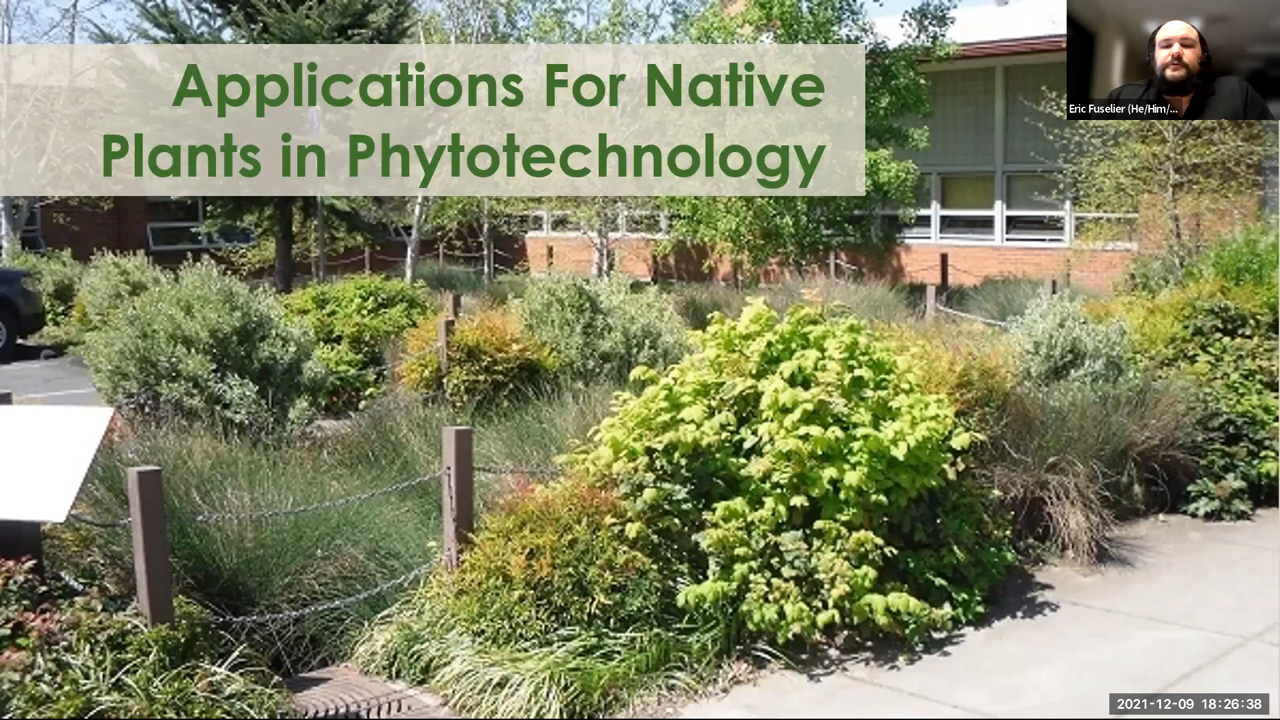 Applications For Native
Plants in Phytotechnology
Eric Fuselier (He/Him/...
2021-12-09 18:26:38